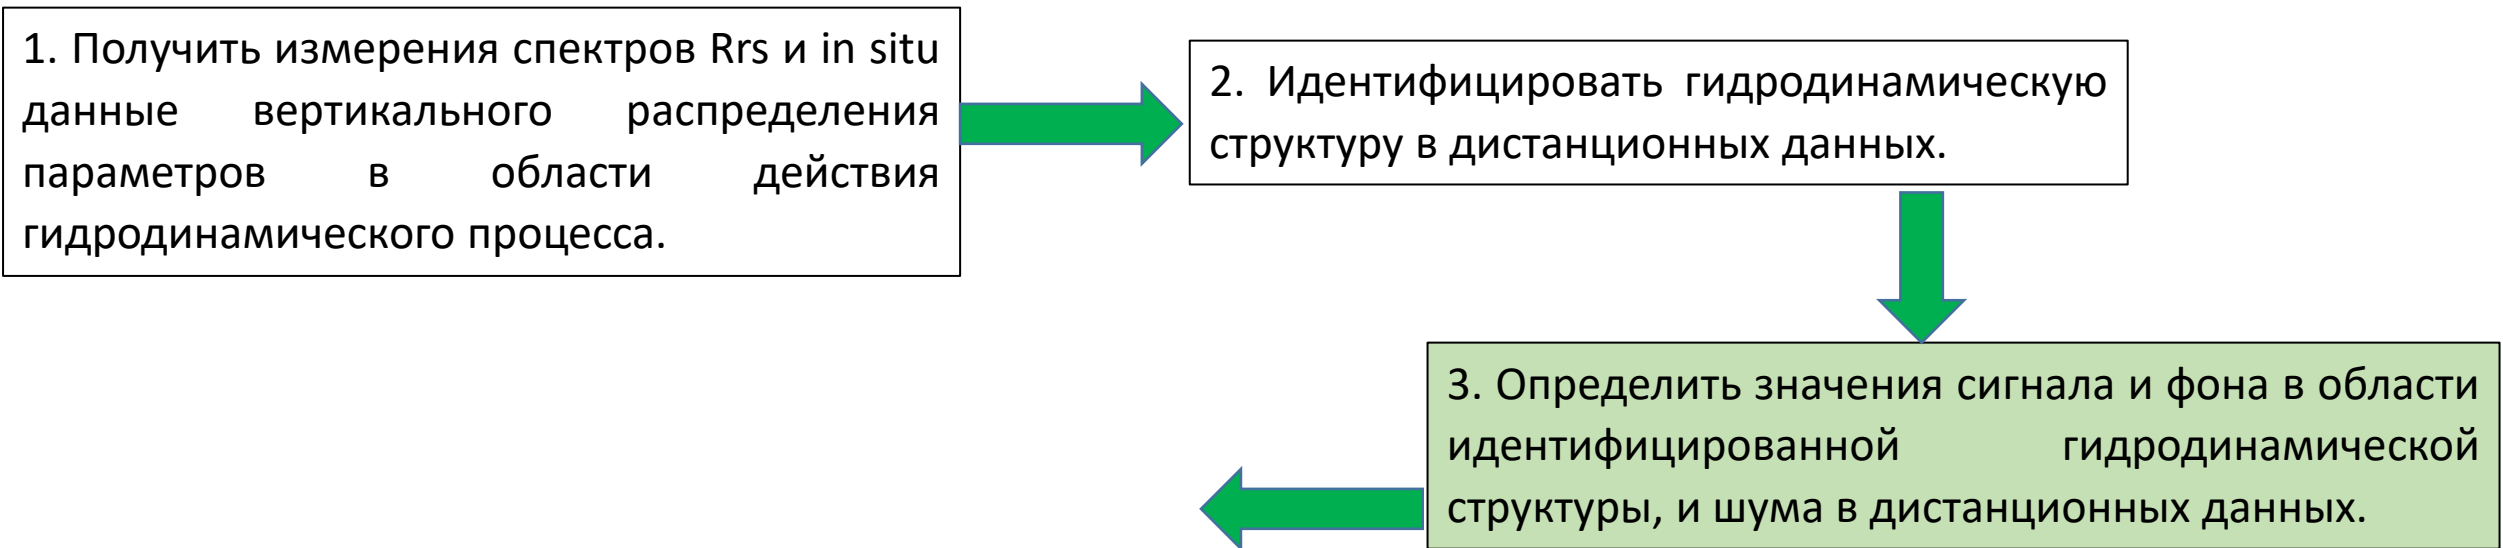 1. Получить измерения спектров Rrs и in situ
данные вертикального распределения
параметров в области действия
гидродинамического процесса.
2. Идентифицировать гидродинамическую
структуру в дистанционных данных.
3. Определить значения сигнала и фона в области
идентифицированной гидродинамической
структуры, и шума в дистанционных данных.